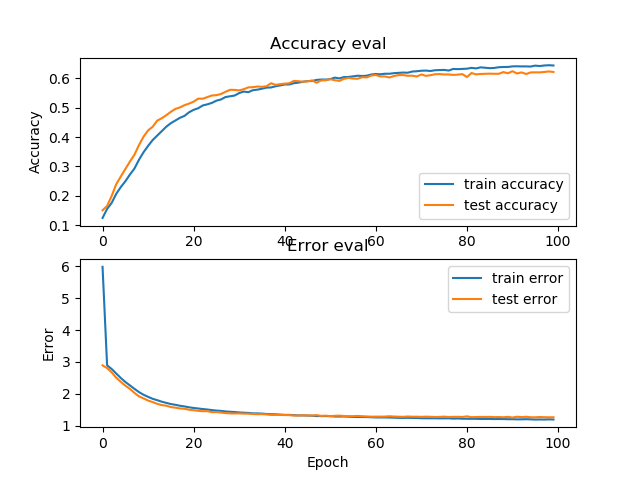 Accuracy eval
Accuracy
0.6
0.5
0.4
0.3
0.2
0.1
train accuracy
test accuracy
0 20 40 60 80 100
Error eval
Error
6
5
4
3
2
1
train error
test error
0 20 40 60 80 100
Epoch